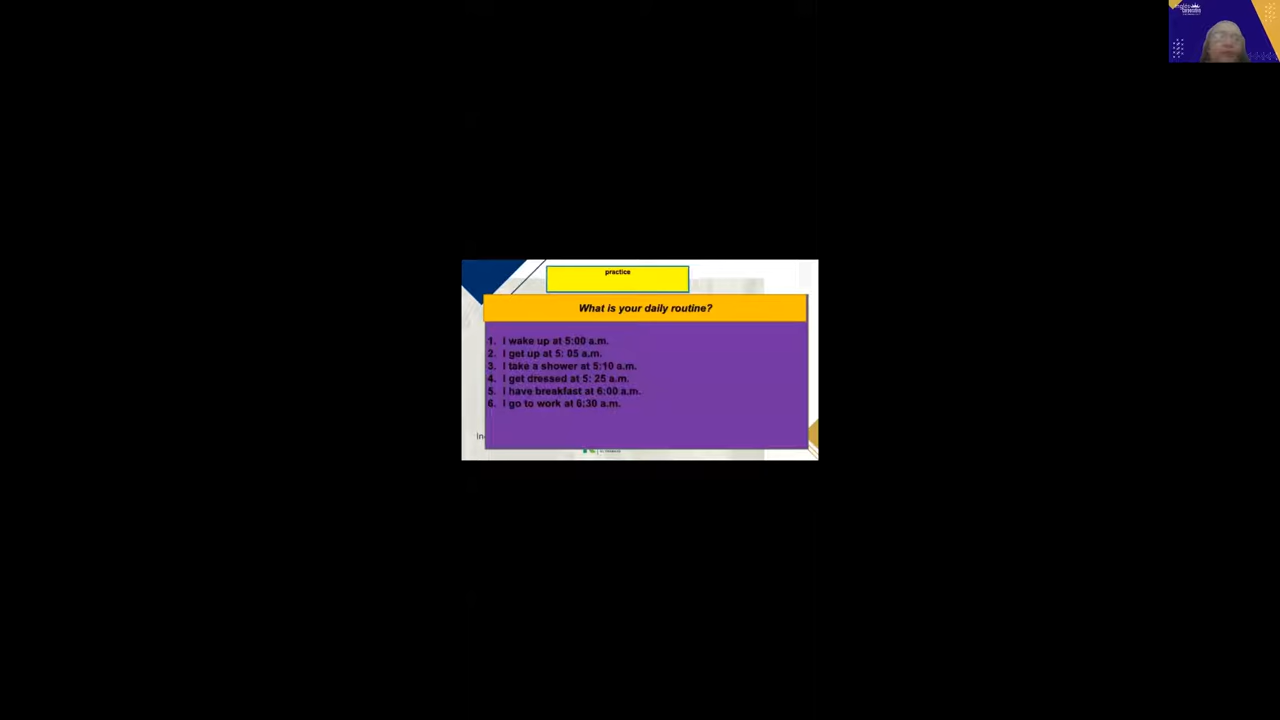 practice
What is your daily routine?
1. I wake up at 5:00 a.m.
2. I get up at 5: 05 a.m.
3. I take a shower at 5:10 a.m.
4. I get dressed at 5: 25 a.m.
5. I have breakfast at 6:00 a.m.
6. I go to work at 6:30 a.m.